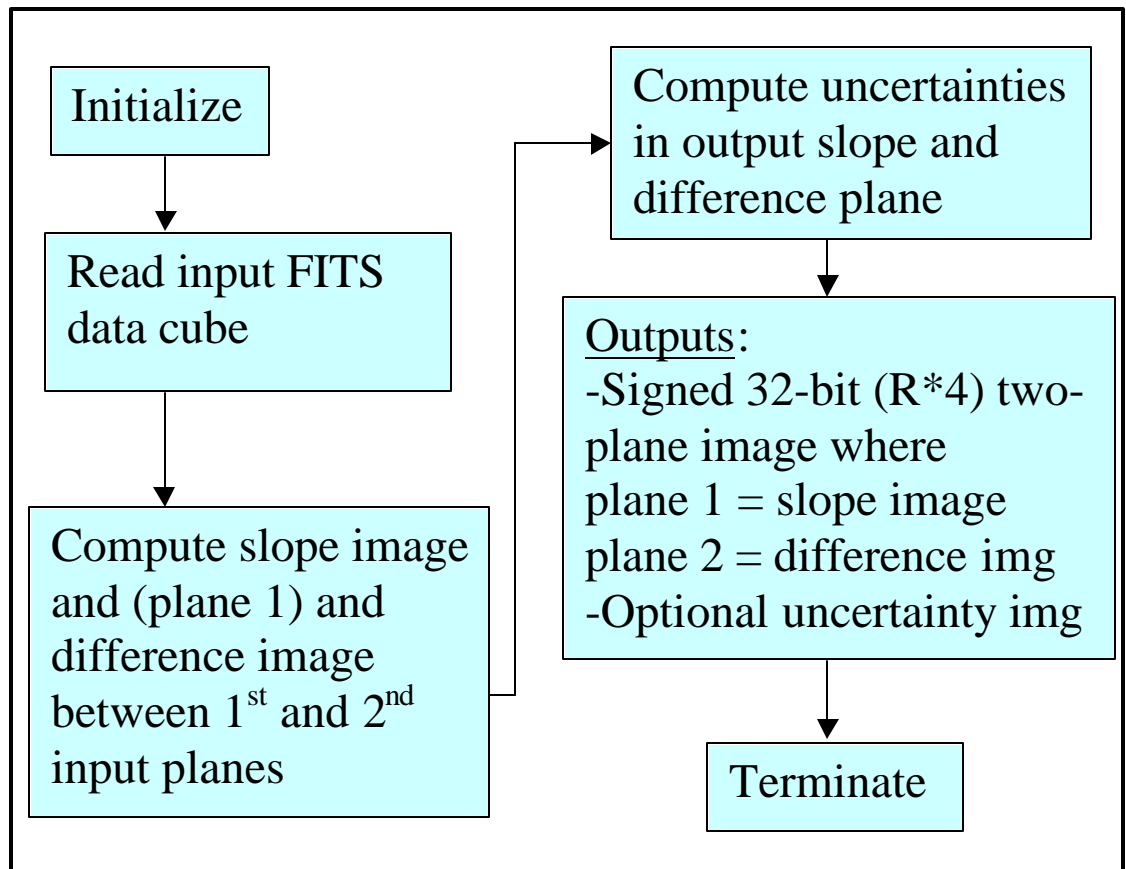 Initialize
Read input FITS
data cube
Compute slope image
and (plane 1) and
difference image
between 1st and 2nd
input planes
Compute uncertainties
in output slope and
difference plane
Outputs:
-Signed 32-bit (R*4) two-
plane image where
plane 1 = slope image
plane 2 = difference img
-Optional uncertainty img
Terminate